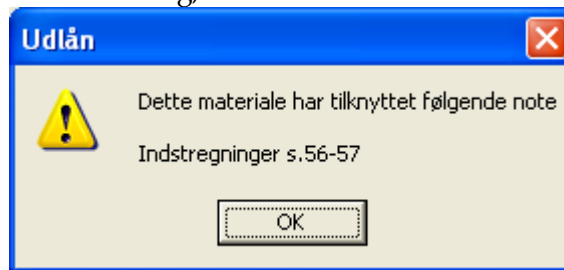 Udlån
Dette materiale har tilknyttet følgende note
Indstregninger s.56-57
OK